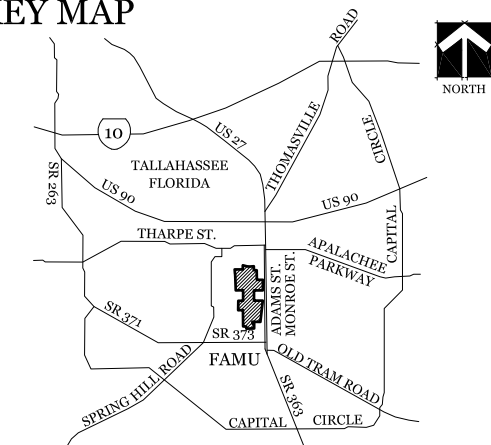 KEY MAP
ROAD
NORTH
10
US 27
THOMASVILLE
CIRCLE
TALLAHASSEE
FLORIDA
SR 263
US 90
US 90
CAPITAL
THARPE ST.
APALACHEE
PARKWAY
ADAMS ST.
MONROE ST.
SR 371
SR 373
FAMU
OLD TRAM ROAD
SPRING HILL ROAD
SR 363
CAPITAL CIRCLE